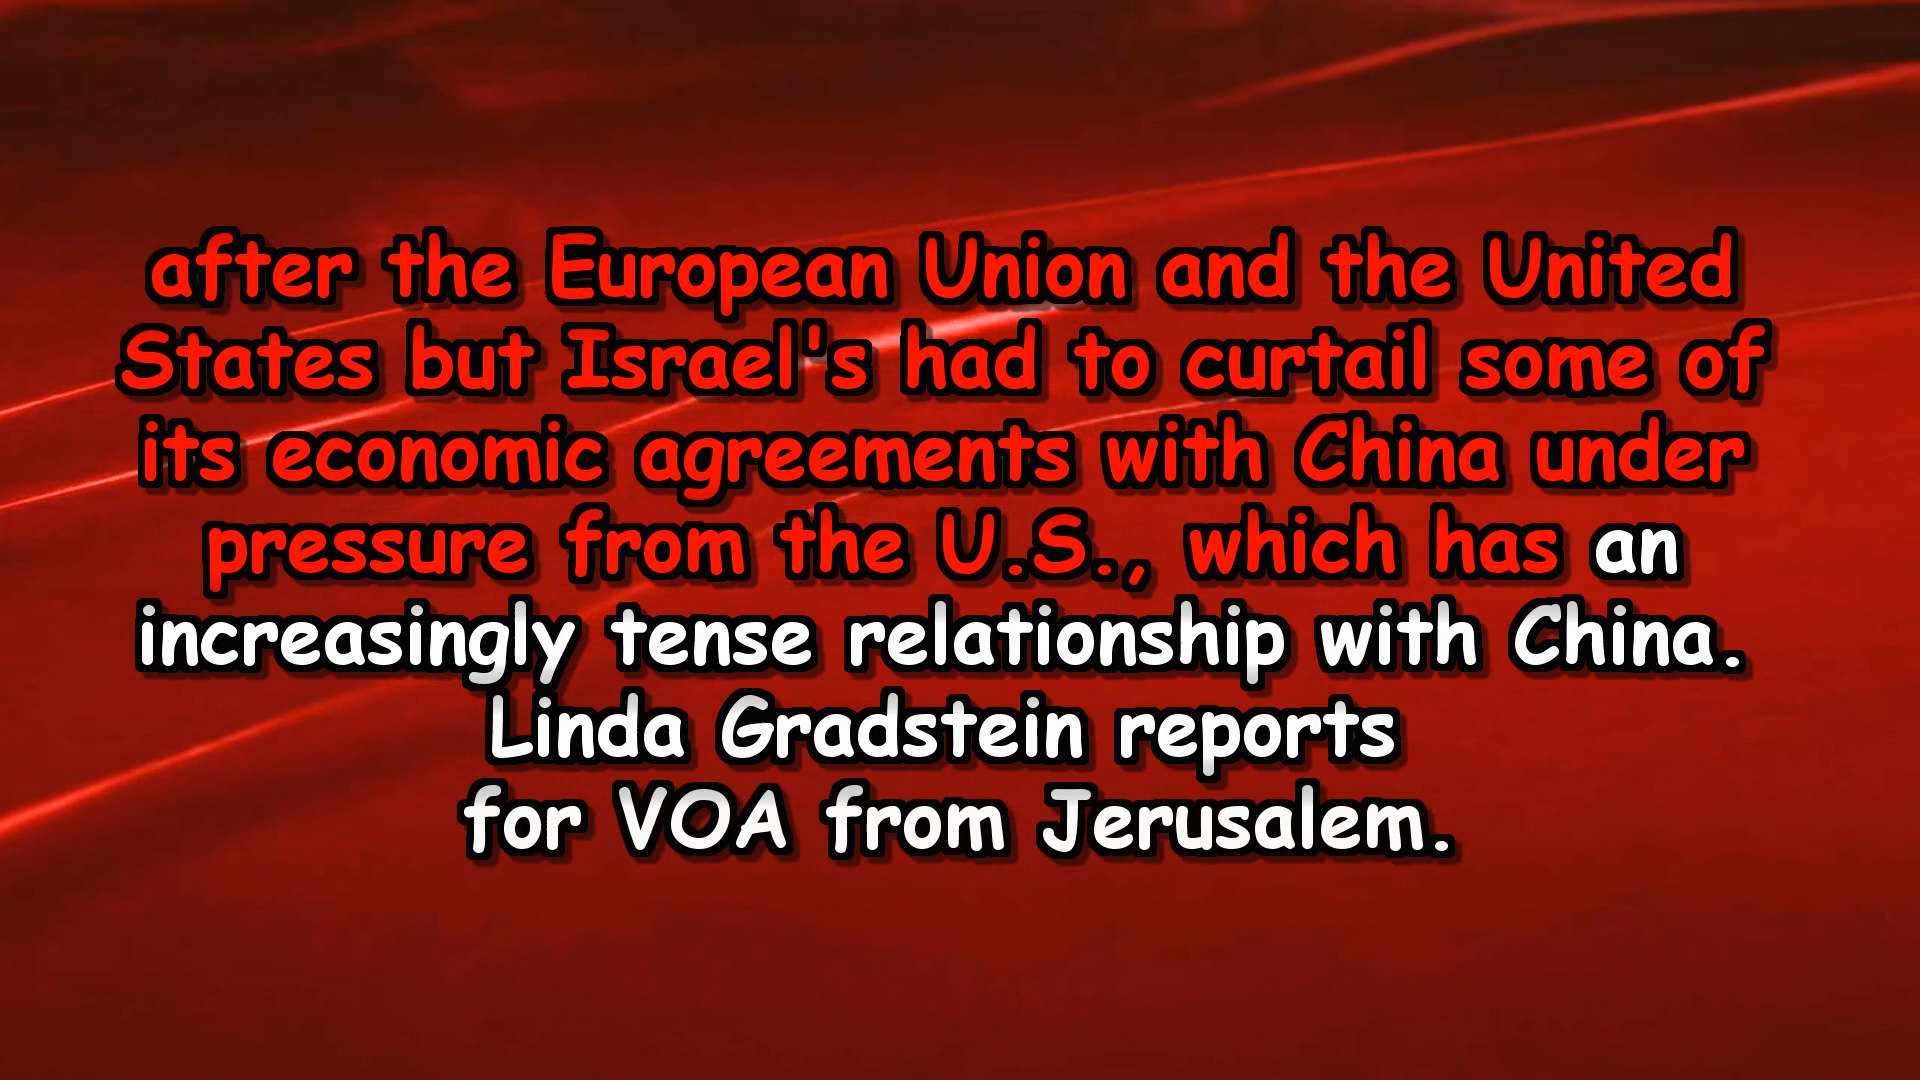 after the European Union and the United
States but Israel's had to curtail some of
its economic agreements with China under
pressure from the U.S., which has an
increasingly tense relationship with China.
Linda Gradstein reports
for VOA from Jerusalem.